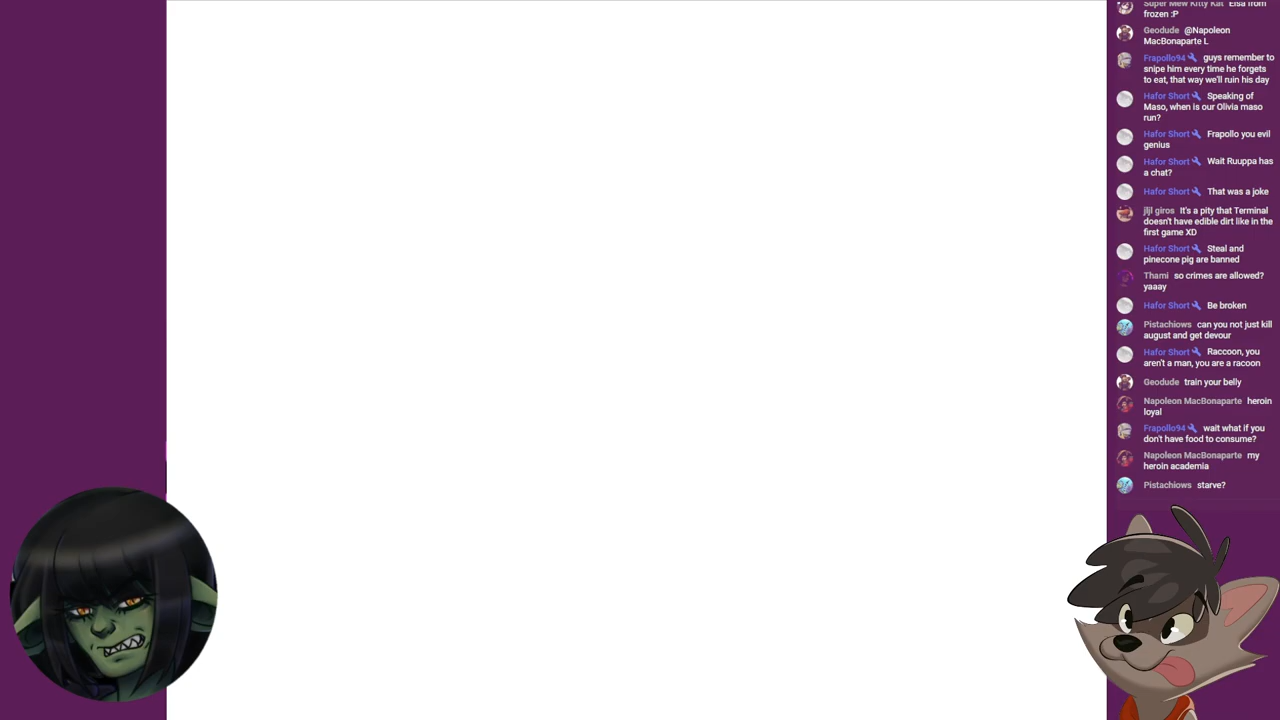 Super Mew Kitty Kat Elsa from
frozen :P
Geodude @Napoleon
MacBonaparte L
Frapollo94 guys remember to
snipe him every time he forgets
to eat, that way we'll ruin his day
Hafor Short Speaking of
Maso, when is our Olivia maso
run?
Hafor Short Frapollo you evil
genius
Hafor Short Wait Ruuppa has
a chat?
Hafor Short That was a joke
jljl giros It's a pity that Terminal
doesn't have edible dirt like in the
first game XD
Hafor Short Steal and
pinecone pig are banned
Thami so crimes are allowed?
yaaay
Hafor Short Be broken
Pistachiows can you not just kill
august and get devour
Hafor Short Raccoon, you
aren't a man, you are a racoon
Geodude train your belly
Napoleon MacBonaparte heroin
loyal
Frapollo94 wait what if you
don't have food to consume?
Napoleon MacBonaparte my
heroin academia
Pistachiows starve?